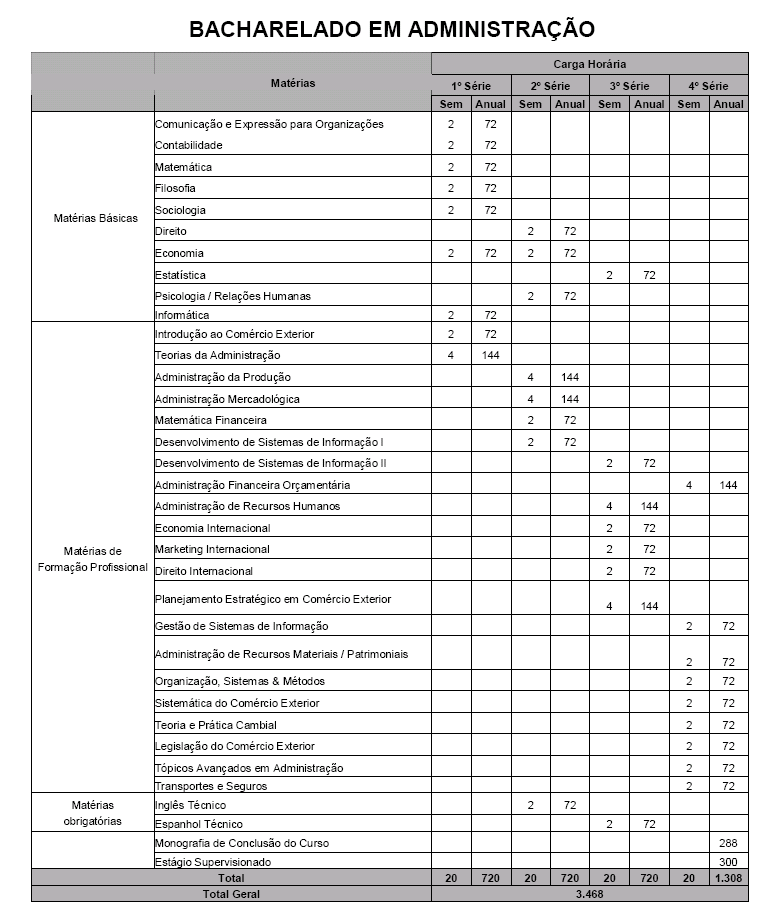 BACHARELADO EM ADMINISTRAÇÃO
Matérias Carga Horária
1º Série 2º Série 3º Série 4º Série
Sem Anual Sem Anual Sem Anual Sem Anual
Matérias Básicas
Comunicação e Expressão para Organizações 2 72
Contabilidade 2 72
Matemática 2 72
Filosofia 2 72
Sociologia 2 72
Direito 2 72
Economia 2 72 2 72
Estatística 2 72
Psicologia / Relações Humanas 2 72
Informática 2 72
Matérias de
Formação Profissional
Introdução ao Comércio Exterior 2 72
Teorias da Administração 4 144
Administração da Produção 4 144
Administração Mercadológica 4 144
Matemática Financeira 2 72
Desenvolvimento de Sistemas de Informação I 2 72
Desenvolvimento de Sistemas de Informação II 2 72
Administração Financeira Orçamentária 4 144
Administração de Recursos Humanos 4 144
Economia Internacional 2 72
Marketing Internacional 2 72
Direito Internacional 2 72
Planejamento Estratégico em Comércio Exterior 4 144
Gestão de Sistemas de Informação 2 72
Administração de Recursos Materiais / Patrimoniais 2 72
Organização, Sistemas & Métodos 2 72
Sistemática do Comércio Exterior 2 72
Teoria e Prática Cambial 2 72
Legislação do Comércio Exterior 2 72
Tópicos Avançados em Administração 2 72
Transportes e Seguros 2 72
Matérias
obrigatórias
Inglês Técnico 2 72
Espanhol Técnico 2 72
Monografia de Conclusão do Curso 288
Estágio Supervisionado 300
Total 20 720 20 720 20 720 20 1.308
Total Geral 3.468